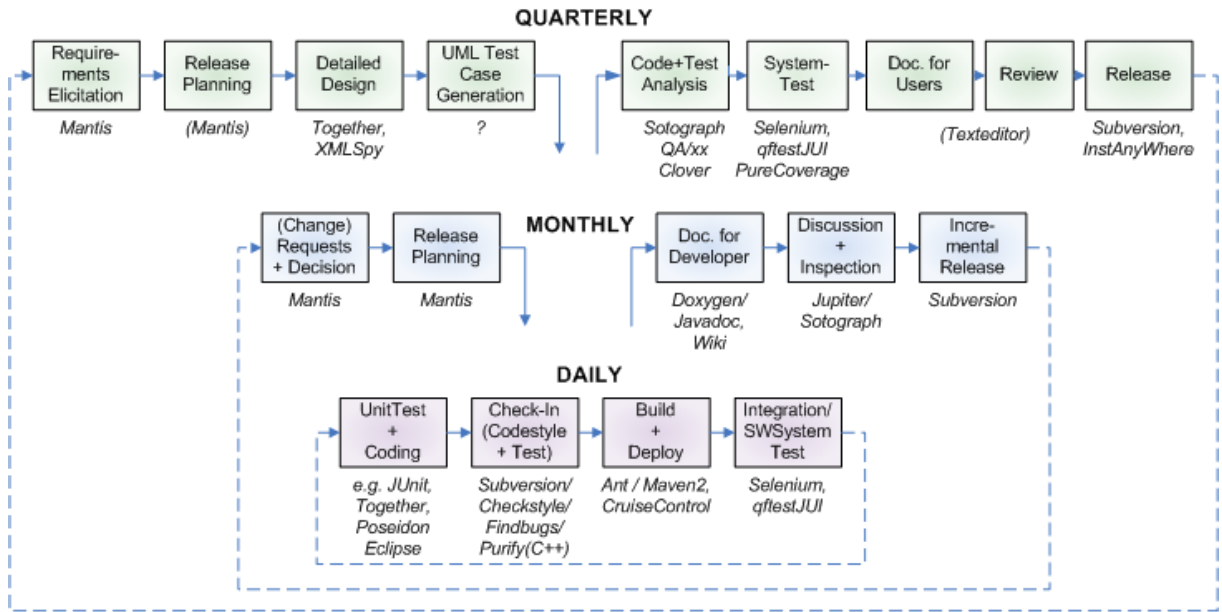 QUARTERLY
Require-
ments
Elicitation
Mantis
Release
Planning
(Mantis)
Detailed
Design
Together,
XMLSpy
UML Test
Case
Generation
?
Code+Test
Analysis
Sotograph
QA/xx
Clover
System-
Test
Selenium,
qftestJUI
PureCoverage
Doc. for
Users
Review
(Texteditor)
Release
Subversion,
InstAnyWhere
MONTHLY
(Change)
Requests
+ Decision
Mantis
Release
Planning
Mantis
Doc. for
Developer
Doxygen/
Javadoc,
Wiki
Discussion
+
Inspection
Jupiter/
Sotograph
Incre-
mental
Release
Subversion
DAILY
UnitTest
+
Coding
e.g. JUnit,
Together,
Poseidon
Eclipse
Check-In
(Codestyle
+ Test)
Subversion/
Checkstyle/
Findbugs/
Purify(C++)
Build
+
Deploy
Ant / Maven2,
CruiseControl
Integration/
SWSystem
Test
Selenium,
qftestJUI